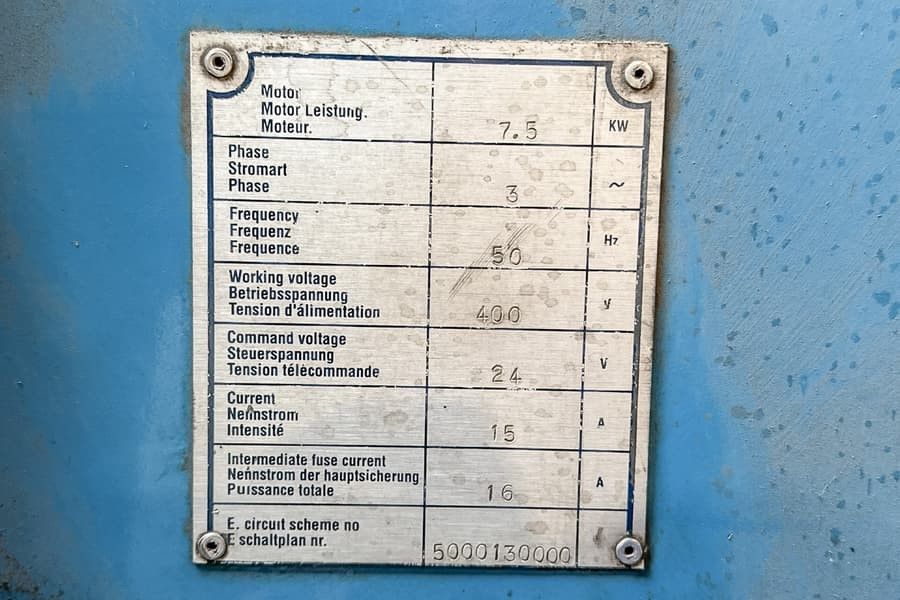 Motor
Motor Leistung.
Moteur. 7.5 KW
Phase
Stromart
Phase 3 ~
Frequency
Frequenz Hz
Frequence 50
Working voltage
Betriebsspannung V
Tension d'álimentation 400
Command voltage
Steuerspannung V
Tension télécommande 24
Current
Nennstrom A
Intensité 15
Intermediate fuse current
Nennstrom der hauptsicherung A
Puissance totale 16
E. circuit scheme no
E schaltplan nr. 5000130000